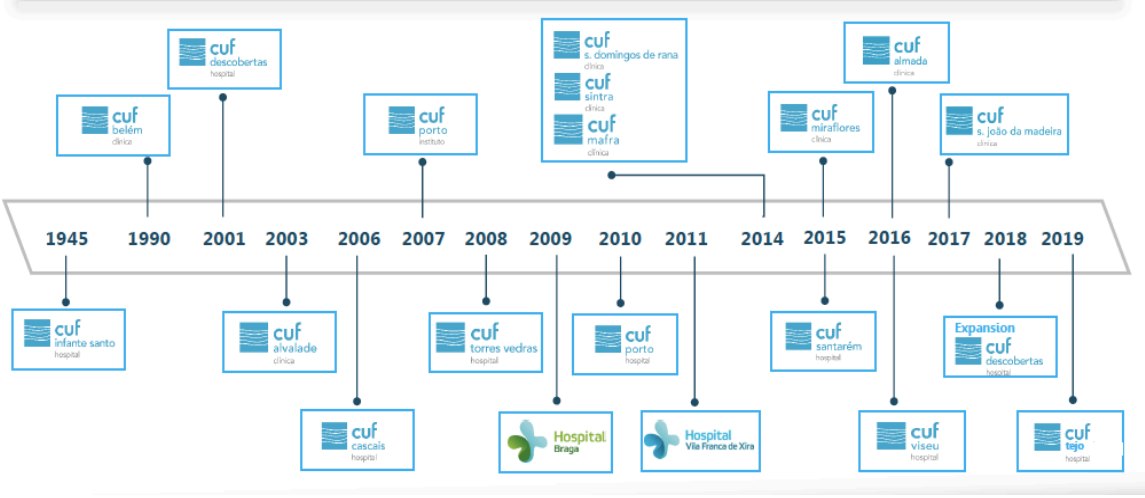 cuf
descobertas
hospital
cuf
belém
clínica
cuf
porto
instituto
cuf
s. domingos de rana
clínica
cuf
sintra
clínica
cuf
mafra
clínica
cuf
miraflores
clínica
cuf
almada
clínica
cuf
s. joão da madeira
clínica
1945 1990 2001 2003 2006 2007 2008 2009 2010 2011 2014 2015 2016 2017 2018 2019
cuf
infante santo
hospital
cuf
alvalade
clínica
cuf
cascais
hospital
cuf
torres vedras
hospital
Hospital
Braga
cuf
porto
hospital
Hospital
Vila Franca de Xira
cuf
santarém
hospital
cuf
viseu
hospital
Expansion
cuf
descobertas
hospital
cuf
tejo
hospital